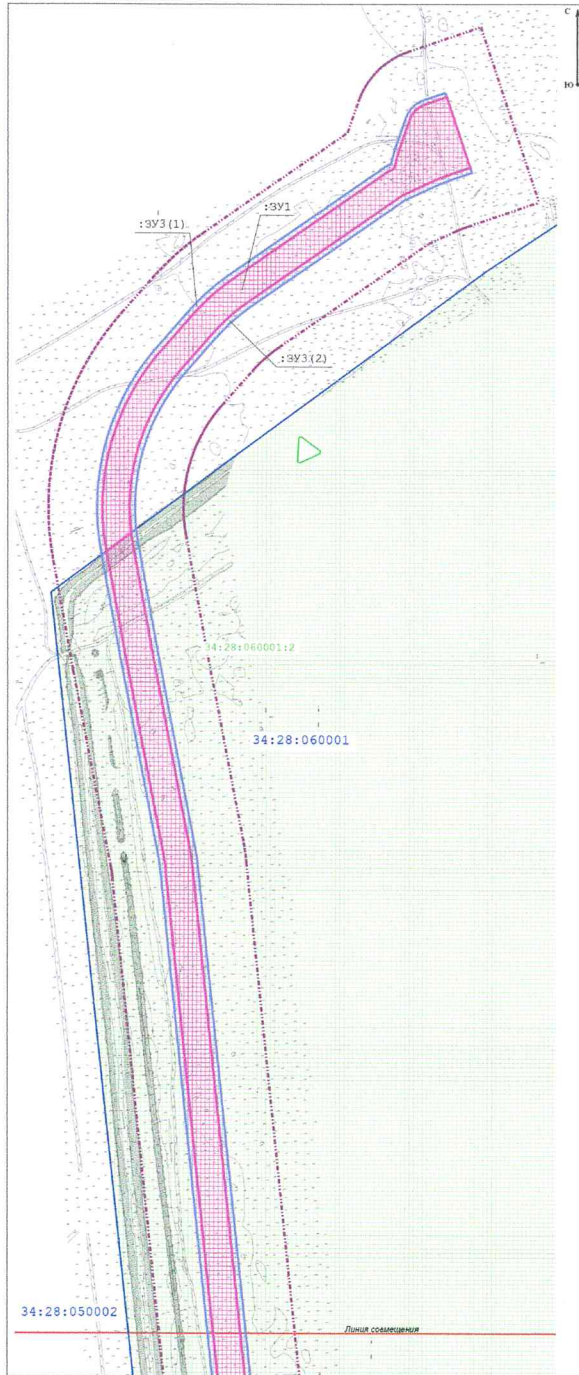 С
Ю
:ЗУ1
:ЗУ3(1)
:ЗУ3(2)
34:28:060001:2
34:28:060001
34:28:050002
Линия совмещения